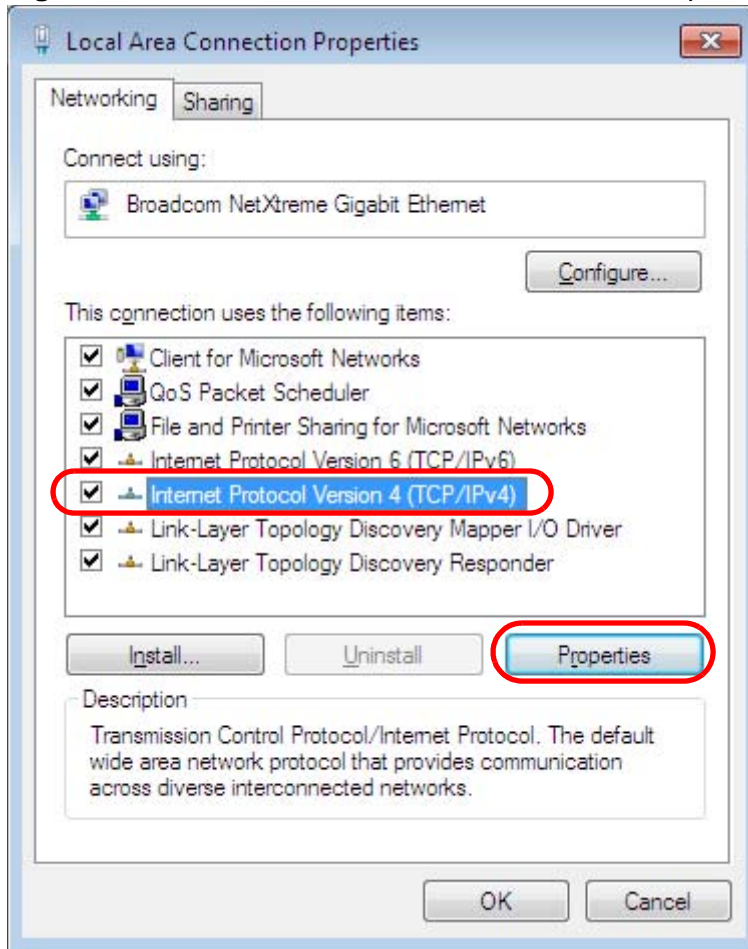 Local Area Connection Properties
Networking Sharing
Connect using:
Broadcom NetXtreme Gigabit Ethernet
Configure...
This connection uses the following items:
Client for Microsoft Networks
QoS Packet Scheduler
File and Printer Sharing for Microsoft Networks
Internet Protocol Version 6 (TCP/IPv6)
Internet Protocol Version 4 (TCP/IPv4)
Link-Layer Topology Discovery Mapper I/O Driver
Link-Layer Topology Discovery Responder
Install... Uninstall Properties
Description
Transmission Control Protocol/Internet Protocol. The default
wide area network protocol that provides communication
across diverse interconnected networks.
OK Cancel